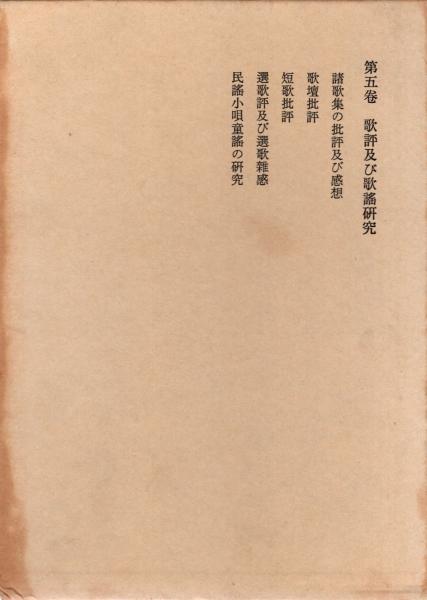 第五巻　歌評及び歌謠研究
諸歌集の批評及び感想
歌壇批評
短歌批評
選歌評及び選歌雜感
民謠小唄童謠の研究